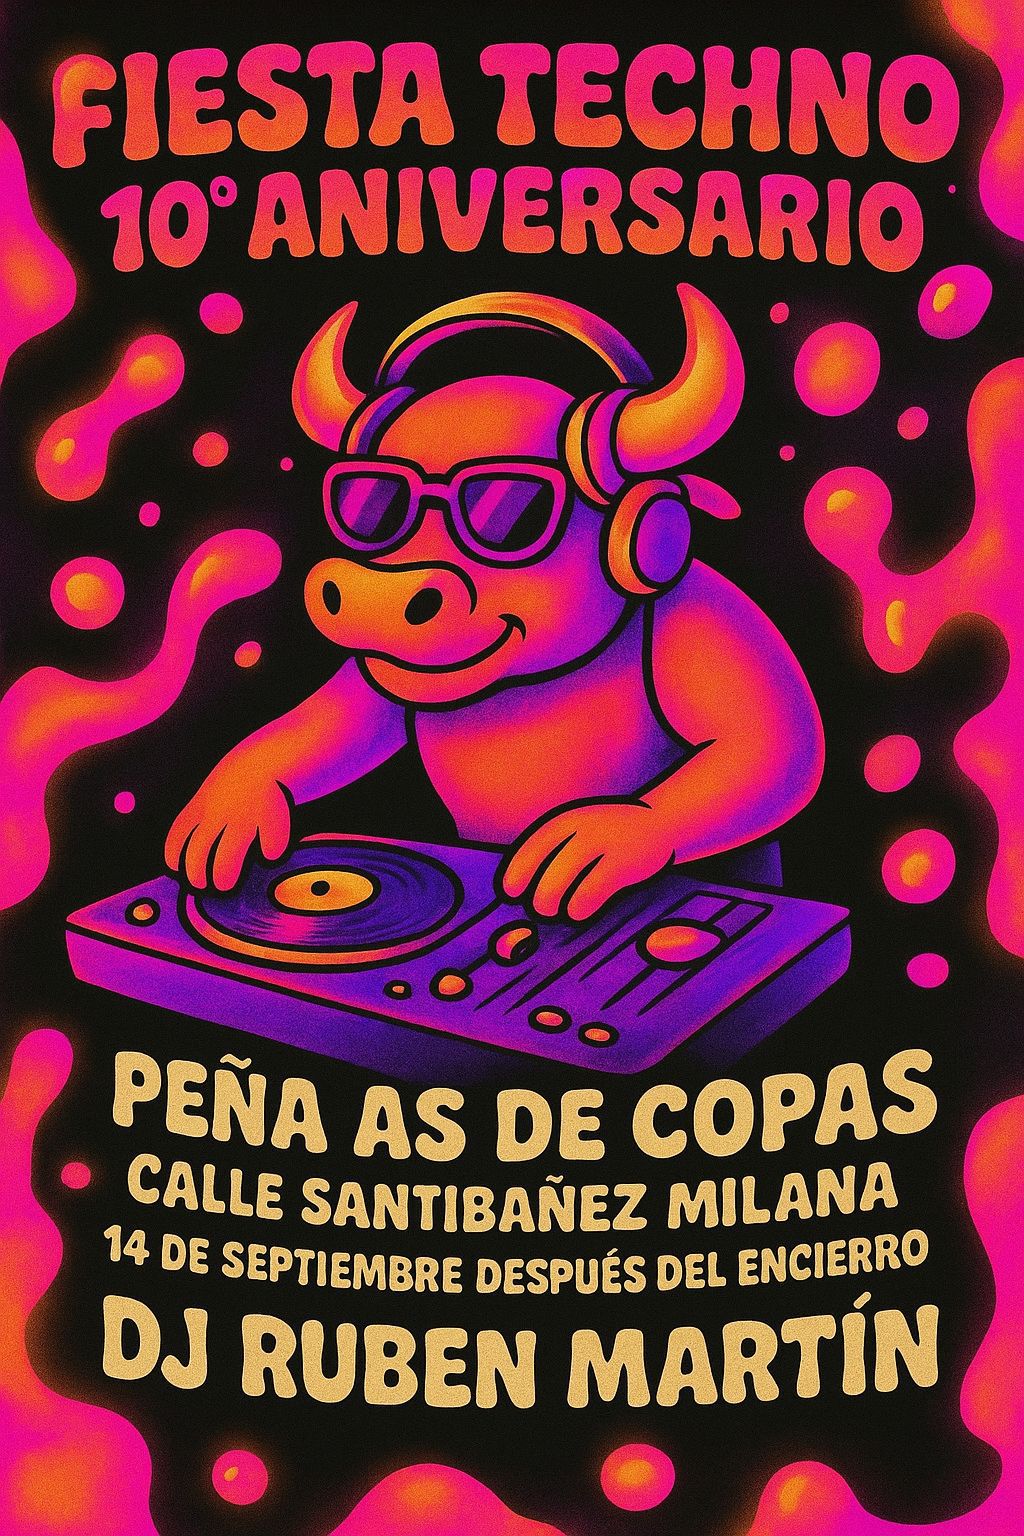 FIESTA TECHNO
10° ANIVERSARIO
PEÑA AS DE COPAS
CALLE SANTIBAÑEZ MILANA
14 DE SEPTIEMBRE DESPUÉS DEL ENCIERRO
DJ RUBEN MARTÍN